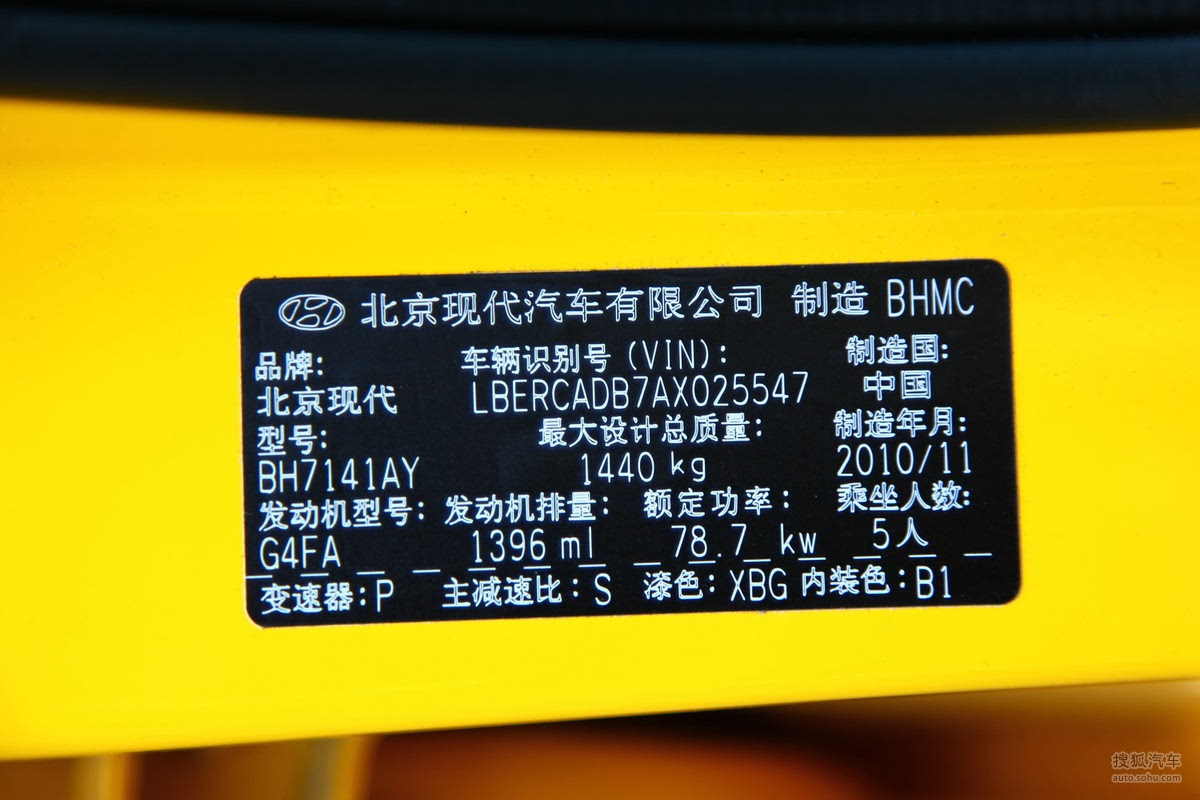 北京现代汽车有限公司 制造 BHMC
品牌: 车辆识别号 (VIN): 制造国:
北京现代 LBERCADB7AX025547 中国
型号: 最大设计总质量: 制造年月:
BH7141AY 1440 kg 2010/11
发动机型号: 发动机排量: 额定功率: 乘坐人数:
G4FA 1396 ml 78.7 kw 5人
变速器:P 主减速比:S 漆色:XBG 内装色:B1
搜狐汽车
auto.sohu.com